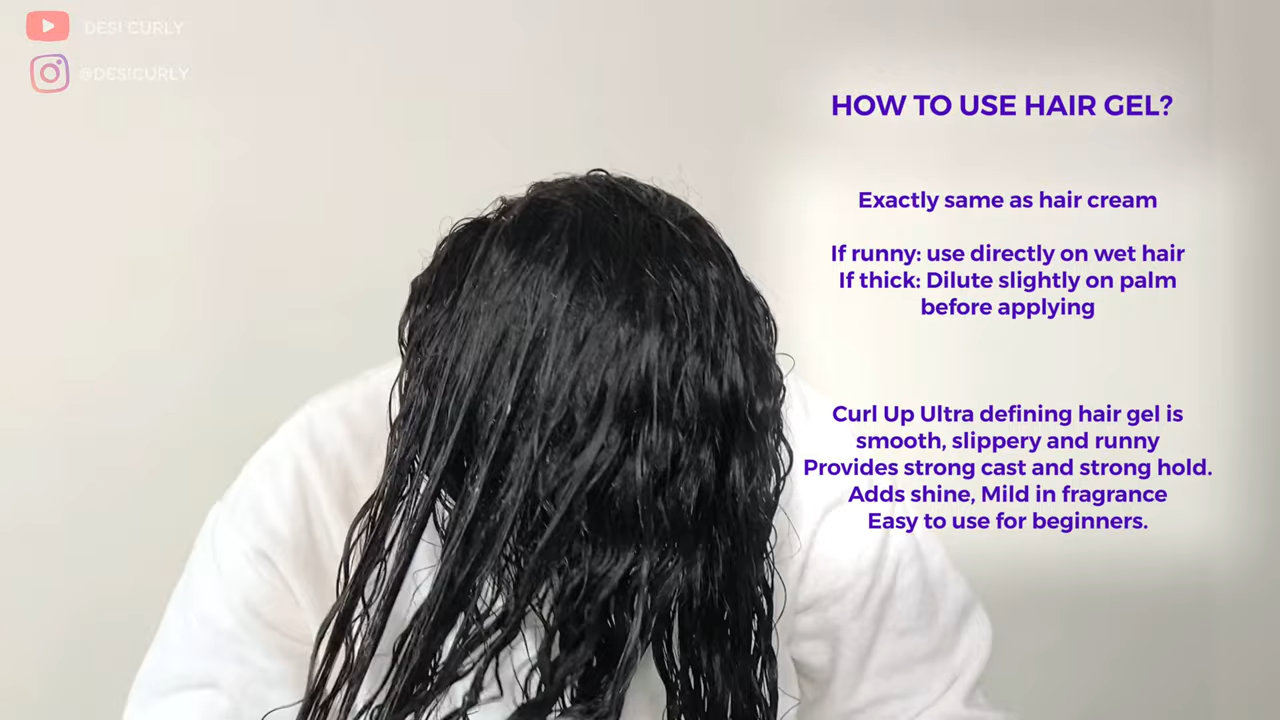 DESI CURLY
@DESICURLY
HOW TO USE HAIR GEL?
Exactly same as hair cream
If runny: use directly on wet hair
If thick: Dilute slightly on palm
before applying
Curl Up Ultra defining hair gel is
smooth, slippery and runny
Provides strong cast and strong hold.
Adds shine, Mild in fragrance
Easy to use for beginners.